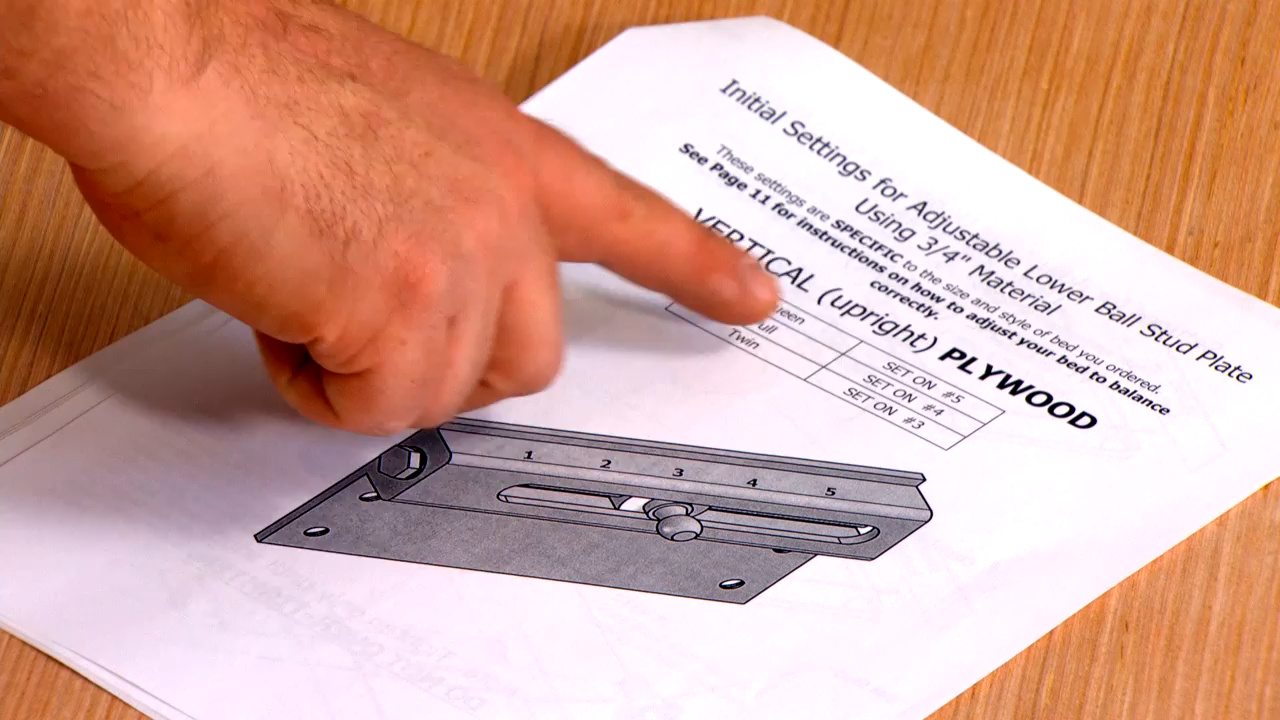 Initial Settings for Adjustable Lower Ball Stud Plate
Using 3/4" Material
These settings are SPECIFIC to the size and style of bed you ordered.
See Page 11 for instructions on how to adjust your bed to balance
correctly.
VERTICAL (upright) PLYWOOD
SET ON #5
SET ON #4
Twin SET ON #3
1 2 3 4 5